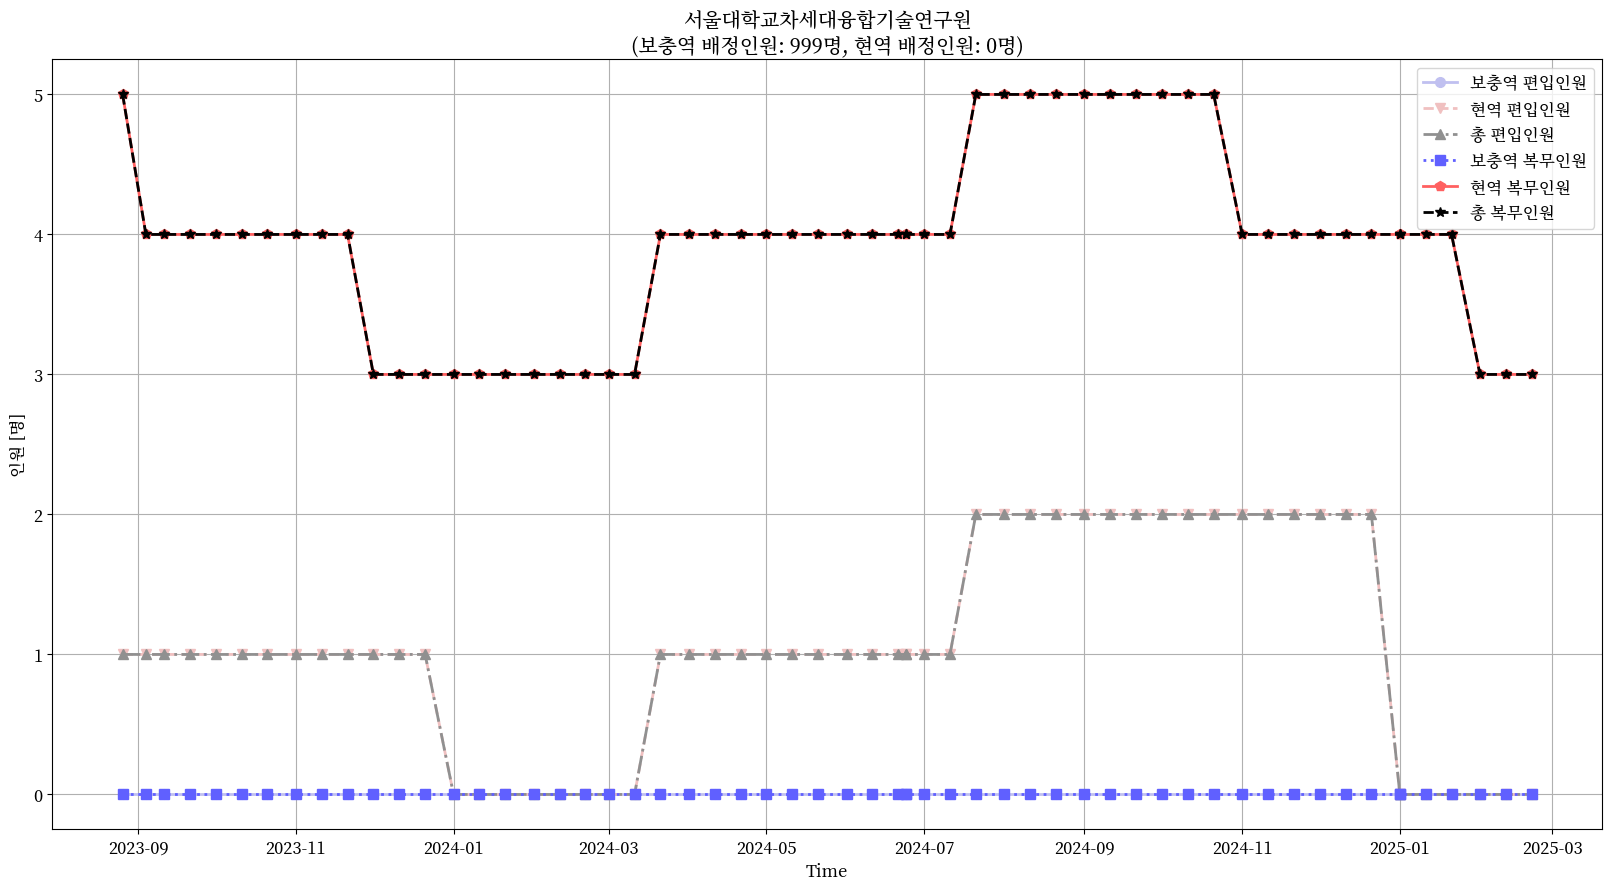 서울대학교차세대융합기술연구원
(보충역 배정인원: 999명, 현역 배정인원: 0명)
보충역 편입인원
현역 편입인원
총 편입인원
보충역 복무인원
현역 복무인원
총 복무인원
인원 [명]
5
4
3
2
1
0
2023-09
2023-11
2024-01
2024-03
2024-05
2024-07
2024-09
2024-11
2025-01
2025-03
Time